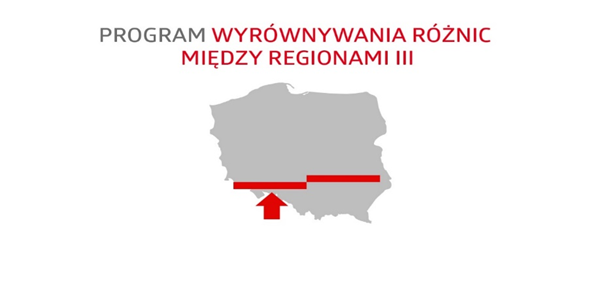 PROGRAM WYRÓWNYWANIA RÓŻNIC
MIĘDZY REGIONAMI III